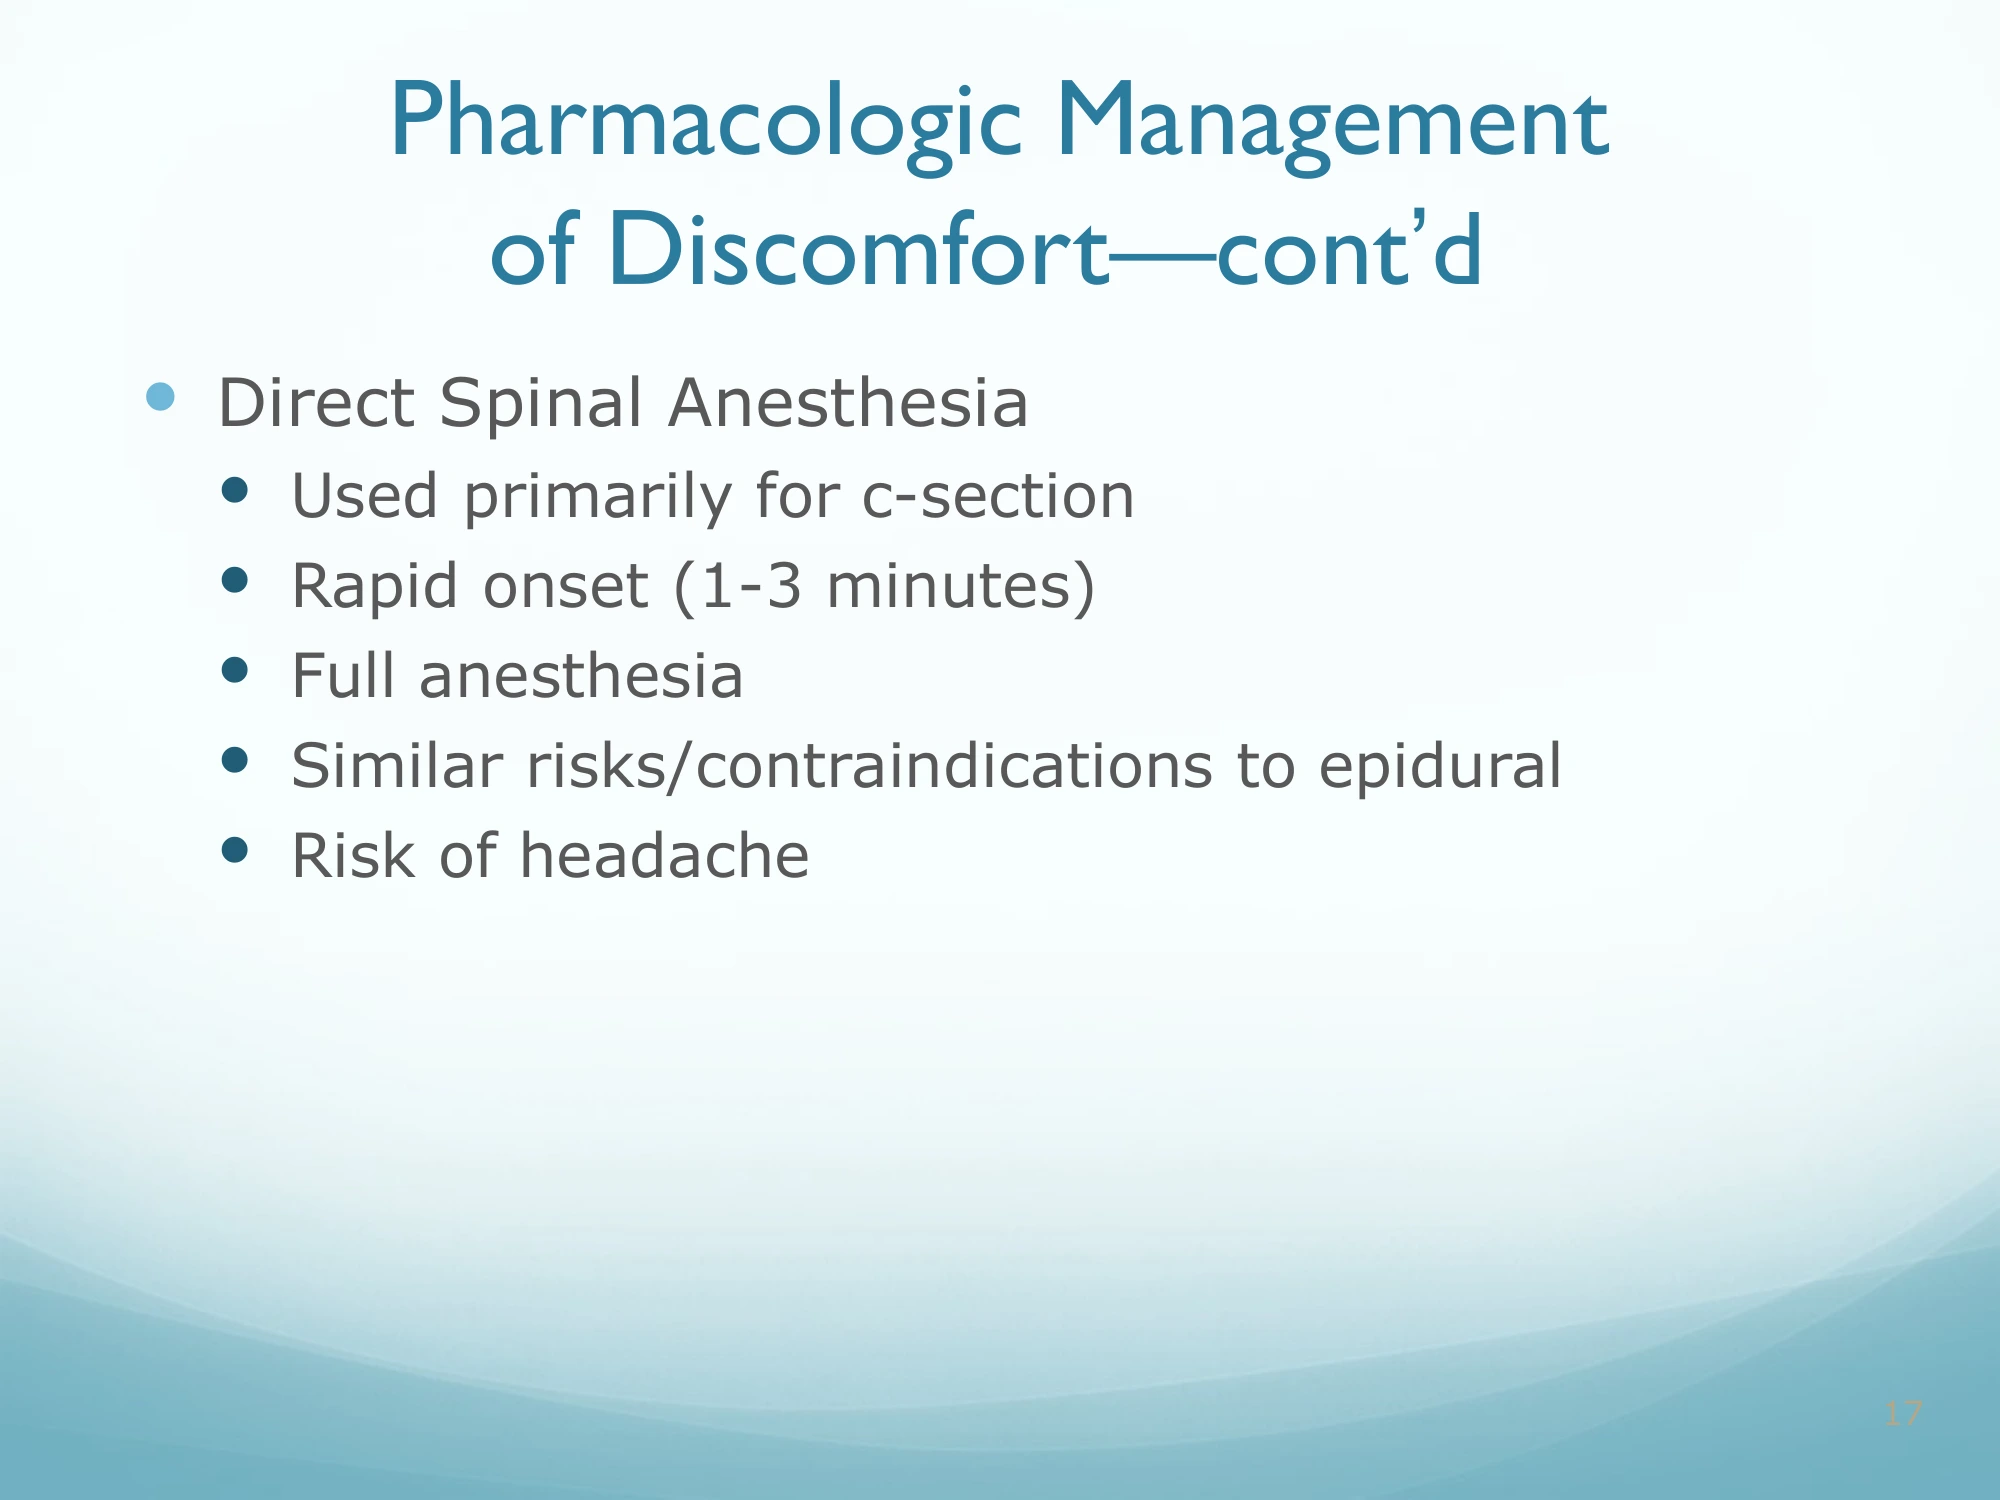 Pharmacologic Management
of Discomfort—cont’d
• Direct Spinal Anesthesia
• Used primarily for c-section
• Rapid onset (1-3 minutes)
• Full anesthesia
• Similar risks/contraindications to epidural
• Risk of headache
17